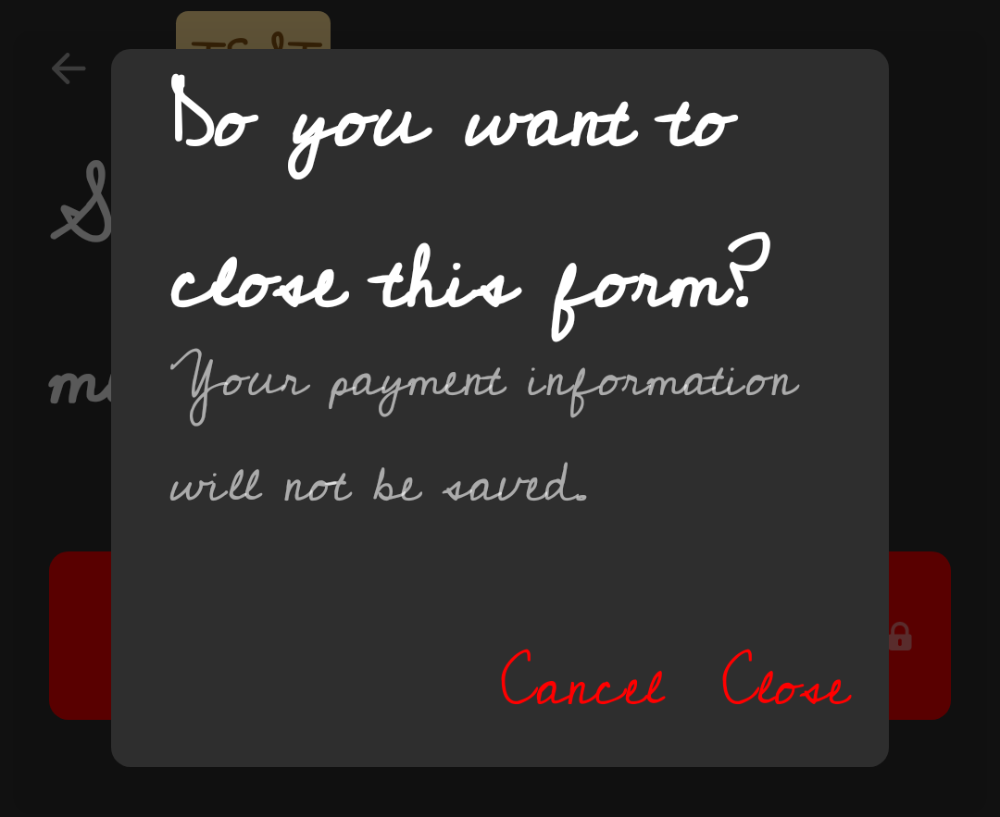 Do you want to
close this form?
Your payment information
will not be saved.
Cancel Close